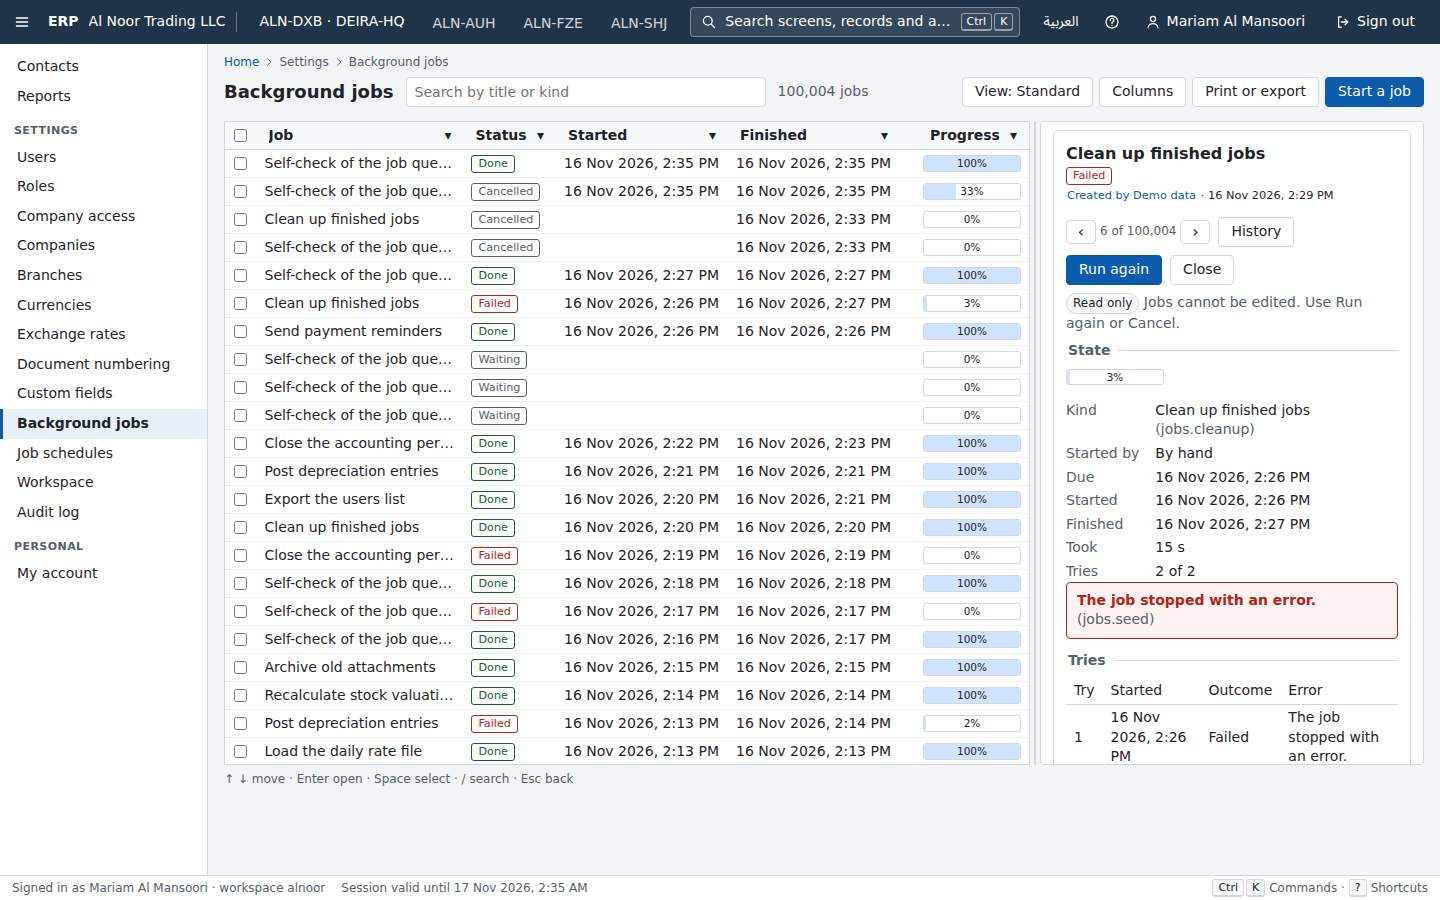 ERP Al Noor Trading LLC ALN-DXB · DEIRA-HQ ALN-AUH ALN-FZE ALN-SHJ Search screens, records and a… Ctrl K العربية Mariam Al Mansoori Sign out
Contacts
Reports
SETTINGS
Users
Roles
Company access
Companies
Branches
Currencies
Exchange rates
Document numbering
Custom fields
Background jobs
Job schedules
Workspace
Audit log
PERSONAL
My account
Home > Settings > Background jobs
Background jobs Search by title or kind 100,004 jobs View: Standard Columns Print or export Start a job
Job ▼ Status ▼ Started ▼ Finished ▼ Progress ▼
Self-check of the job que… Done 16 Nov 2026, 2:35 PM 16 Nov 2026, 2:35 PM 100%
Self-check of the job que… Cancelled 16 Nov 2026, 2:35 PM 16 Nov 2026, 2:35 PM 33%
Clean up finished jobs Cancelled 16 Nov 2026, 2:33 PM 0%
Self-check of the job que… Cancelled 16 Nov 2026, 2:33 PM 0%
Self-check of the job que… Done 16 Nov 2026, 2:27 PM 16 Nov 2026, 2:27 PM 100%
Clean up finished jobs Failed 16 Nov 2026, 2:26 PM 16 Nov 2026, 2:27 PM 3%
Send payment reminders Done 16 Nov 2026, 2:26 PM 16 Nov 2026, 2:26 PM 100%
Self-check of the job que… Waiting 0%
Self-check of the job que… Waiting 0%
Self-check of the job que… Waiting 0%
Close the accounting per… Done 16 Nov 2026, 2:22 PM 16 Nov 2026, 2:23 PM 100%
Post depreciation entries Done 16 Nov 2026, 2:21 PM 16 Nov 2026, 2:21 PM 100%
Export the users list Done 16 Nov 2026, 2:20 PM 16 Nov 2026, 2:21 PM 100%
Clean up finished jobs Done 16 Nov 2026, 2:20 PM 16 Nov 2026, 2:20 PM 100%
Close the accounting per… Failed 16 Nov 2026, 2:19 PM 16 Nov 2026, 2:19 PM 0%
Self-check of the job que… Done 16 Nov 2026, 2:18 PM 16 Nov 2026, 2:18 PM 100%
Self-check of the job que… Failed 16 Nov 2026, 2:17 PM 16 Nov 2026, 2:17 PM 0%
Self-check of the job que… Done 16 Nov 2026, 2:16 PM 16 Nov 2026, 2:17 PM 100%
Archive old attachments Done 16 Nov 2026, 2:15 PM 16 Nov 2026, 2:15 PM 100%
Recalculate stock valuati… Done 16 Nov 2026, 2:14 PM 16 Nov 2026, 2:14 PM 100%
Post depreciation entries Failed 16 Nov 2026, 2:13 PM 16 Nov 2026, 2:14 PM 2%
Load the daily rate file Done 16 Nov 2026, 2:13 PM 16 Nov 2026, 2:13 PM 100%
↑ ↓ move · Enter open · Space select · / search · Esc back
Clean up finished jobs
Failed
Created by Demo data · 16 Nov 2026, 2:29 PM
‹ 6 of 100,004 › History
Run again Close
Read only Jobs cannot be edited. Use Run
again or Cancel.
State
3%
Kind Clean up finished jobs
(jobs.cleanup)
Started by By hand
Due 16 Nov 2026, 2:26 PM
Started 16 Nov 2026, 2:26 PM
Finished 16 Nov 2026, 2:27 PM
Took 15 s
Tries 2 of 2
The job stopped with an error.
(jobs.seed)
Tries
Try Started Outcome Error
1 16 Nov 2026, 2:26 PM Failed The job stopped with an error.
Signed in as Mariam Al Mansoori · workspace alnoor Session valid until 17 Nov 2026, 2:35 AM Ctrl K Commands · ? Shortcuts